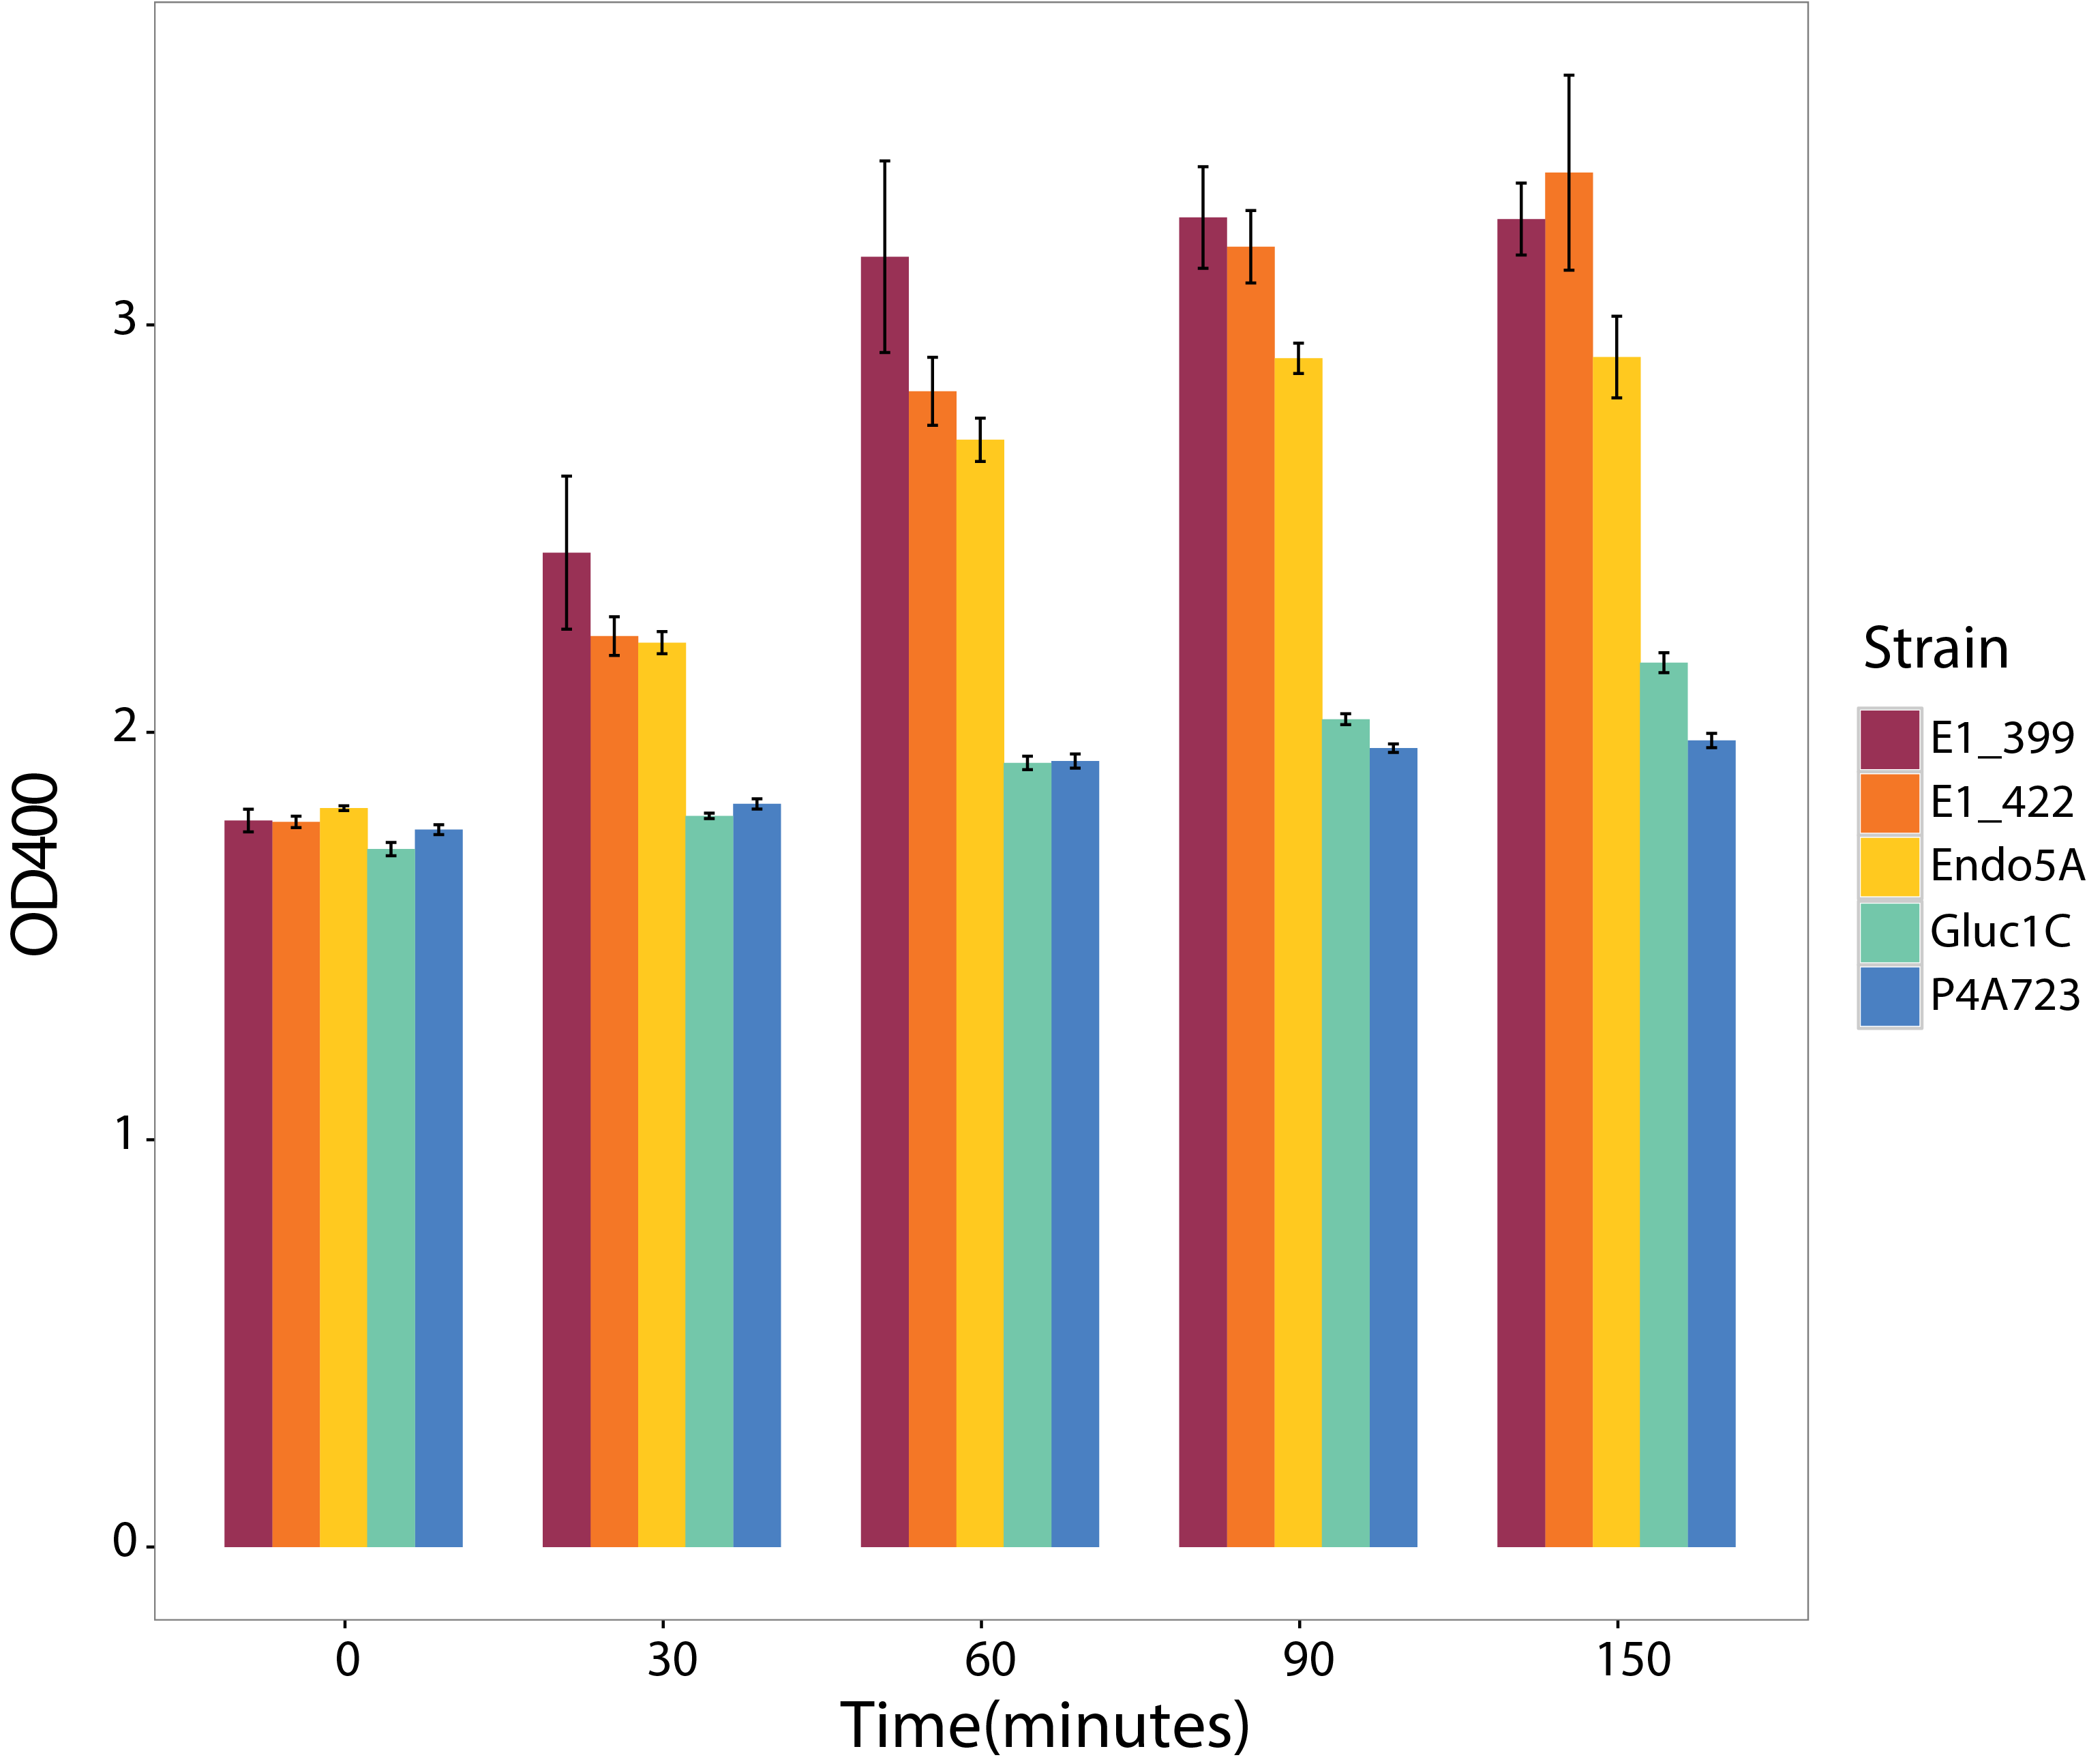 OD400
3
2
1
0
0 30 60 90 150
Time(minutes)
Strain
E1_399
E1_422
Endo5A
Gluc1C
P4A723